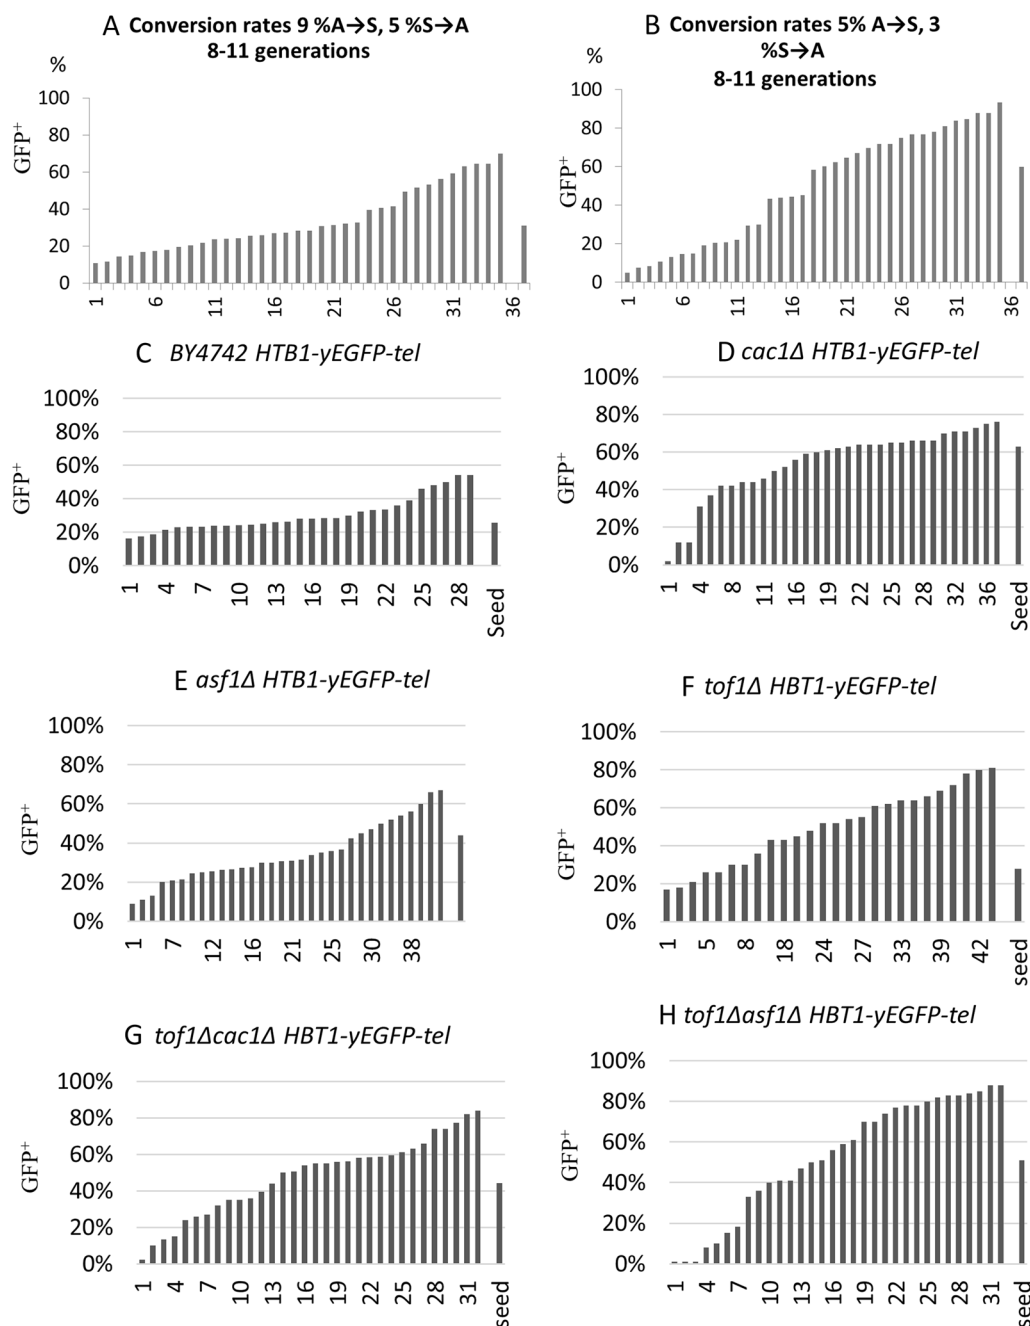 A Conversion rates 9 %A→S, 5 %S→A
8-11 generations
%
GFP+
100
80
60
40
20
0
1 6 11 16 21 26 31 36
B Conversion rates 5% A→S, 3
%S→A
8-11 generations
%
GFP+
100
80
60
40
20
0
1 6 11 16 21 26 31 36
C BY4742 HTB1-yEGFP-tel
GFP+
100%
80%
60%
40%
20%
0%
1 4 7 10 13 16 19 22 25 28 Seed
D cac1Δ HTB1-yEGFP-tel
GFP+
100%
80%
60%
40%
20%
0%
1 4 8 11 16 19 22 25 28 32 36 Seed
E asf1Δ HTB1-yEGFP-tel
GFP+
100%
80%
60%
40%
20%
0%
1 7 12 16 21 25 30 38
F tof1Δ HBT1-yEGFP-tel
GFP+
100%
80%
60%
40%
20%
0%
1 5 8 18 24 27 33 39 42 seed
G tof1Δcac1Δ HBT1-yEGFP-tel
GFP+
100%
80%
60%
40%
20%
0%
1 4 7 10 13 16 19 22 25 28 31 seed
H tof1Δasf1Δ HBT1-yEGFP-tel
GFP+
100%
80%
60%
40%
20%
0%
1 4 7 10 13 16 19 22 25 28 31 seed